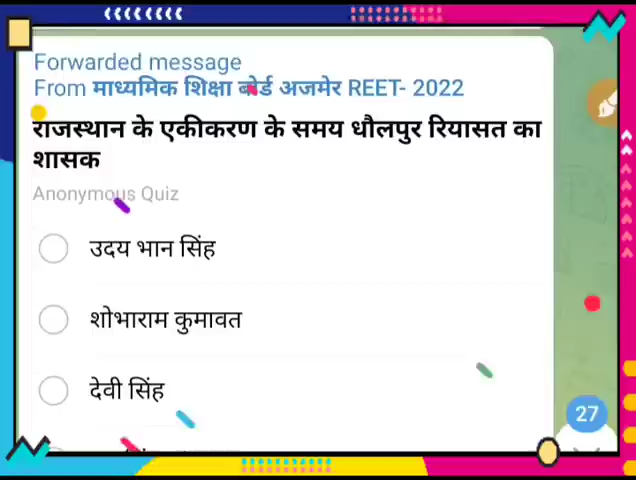 Forwarded message
From माध्यमिक शिक्षा बोर्ड अजमेर REET- 2022
राजस्थान के एकीकरण के समय धौलपुर रियासत का
शासक
Anonymous Quiz
उदय भान सिंह
शोभाराम कुमावत
देवी सिंह
27